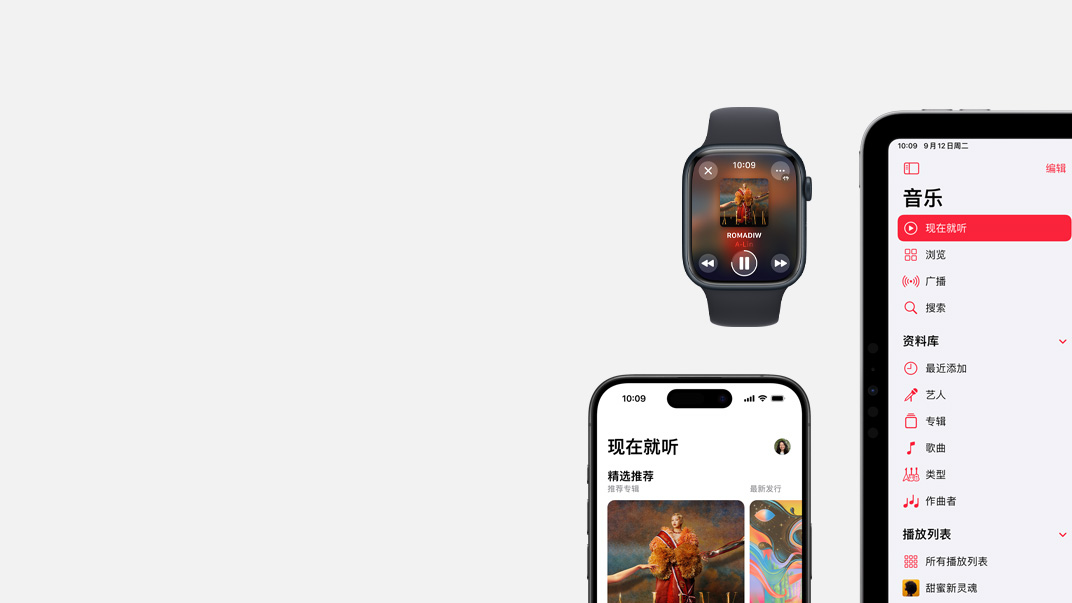 10:09
ROMADIW
A-Lin
10:09
现在就听
精选推荐
推荐专辑
最新发行
10:09 9月12日周二
编辑
音乐
现在就听
浏览
广播
搜索
资料库
最近添加
艺人
专辑
歌曲
类型
作曲者
播放列表
所有播放列表
甜蜜新灵魂